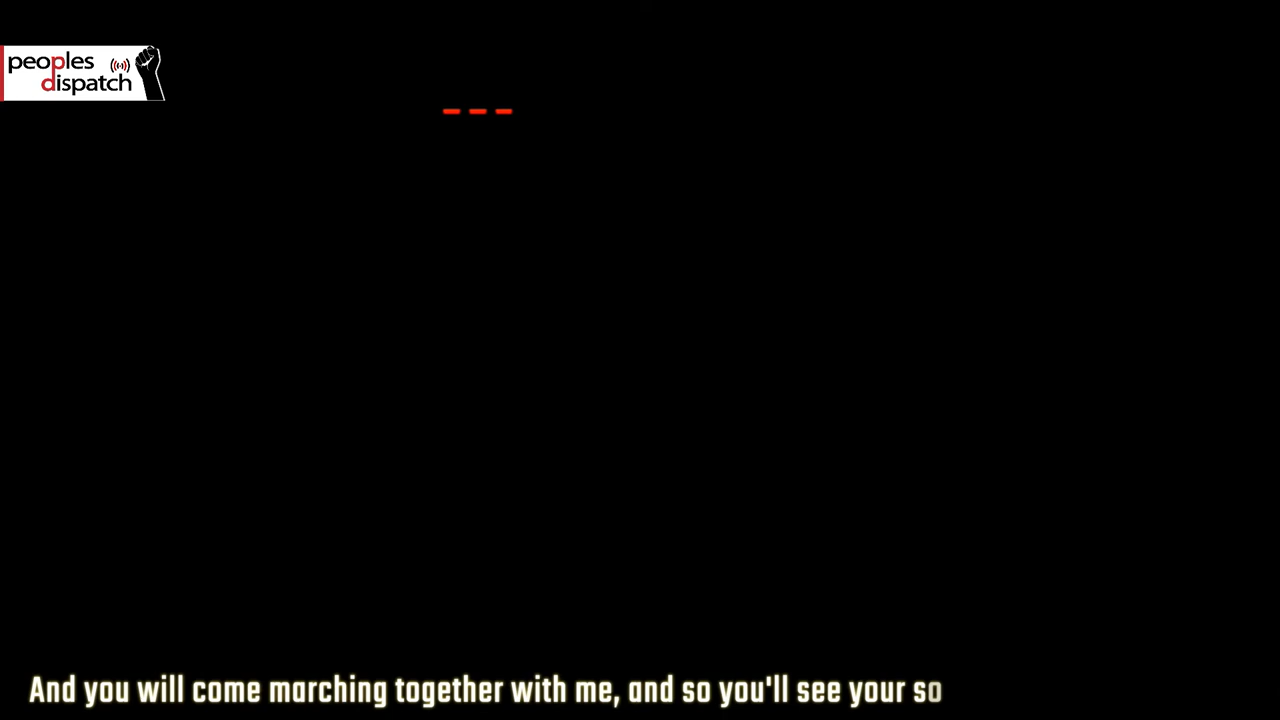 peoples
dispatch
And you will come marching together with me, and so you'll see your so